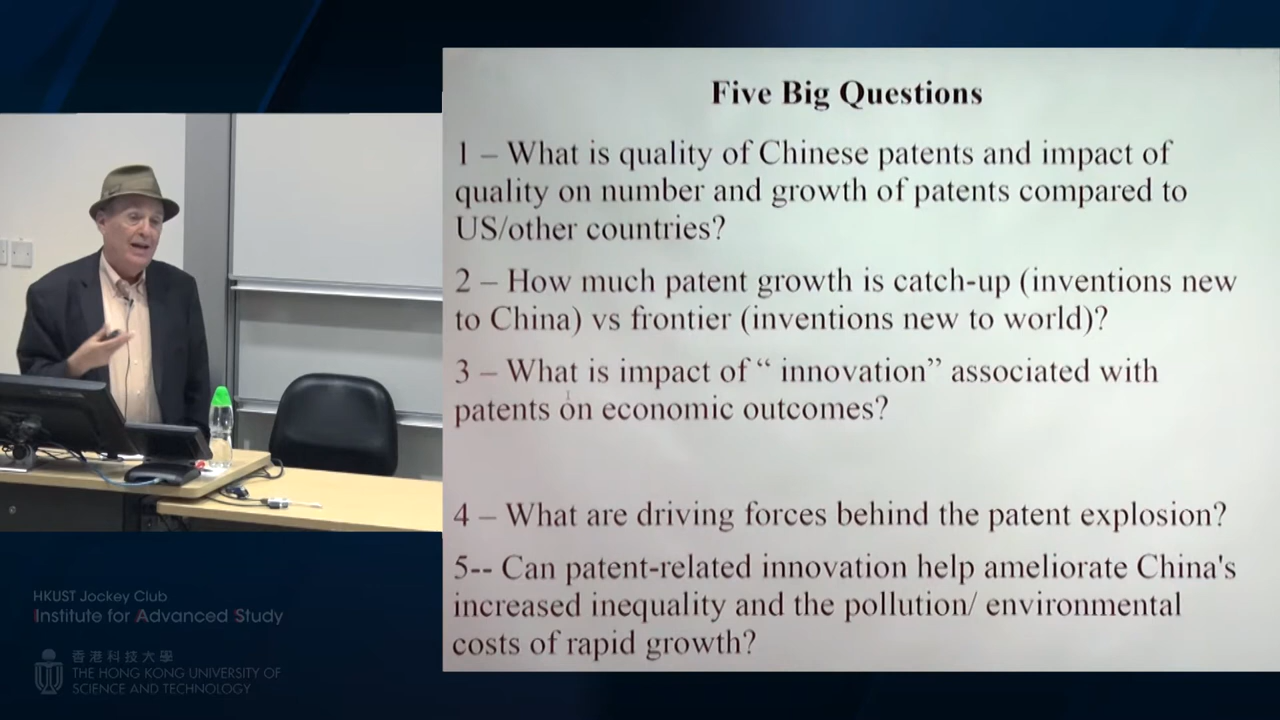 Five Big Questions
1 – What is quality of Chinese patents and impact of
quality on number and growth of patents compared to
US/other countries?
2 – How much patent growth is catch-up (inventions new
to China) vs frontier (inventions new to world)?
3 – What is impact of “ innovation” associated with
patents on economic outcomes?
4 – What are driving forces behind the patent explosion?
5-- Can patent-related innovation help ameliorate China's
increased inequality and the pollution/ environmental
costs of rapid growth?
HKUST Jockey Club
Institute for Advanced Study
香港科技大學
THE HONG KONG UNIVERSITY OF
SCIENCE AND TECHNOLOGY